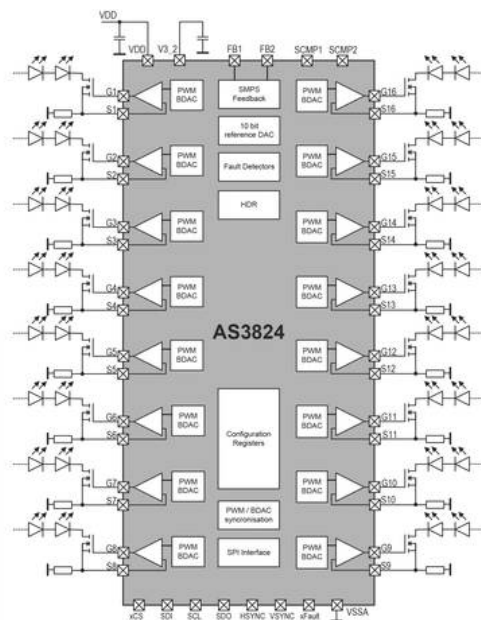 VDD
VDD V3_2 FB1 FB2 SCMP1 SCMP2
G1 PWM BDAC SMPS Feedback PWM BDAC G16
S1 S16
10 bit reference DAC
G2 PWM BDAC Fault Detectors PWM BDAC G15
S2 S15
HDR
G3 PWM BDAC PWM BDAC G14
S3 S14
G4 PWM BDAC PWM BDAC G13
S4 S13
AS3824
G5 PWM BDAC PWM BDAC G12
S5 S12
G6 PWM BDAC Configuration Registers PWM BDAC G11
S6 S11
G7 PWM BDAC PWM BDAC G10
S7 S10
PWM / BDAC syncronisation
G8 PWM BDAC SPI Interface PWM BDAC G9
S8 S9
xCS SDI SCL SDO HSYNC VSYNC xFault VSSA